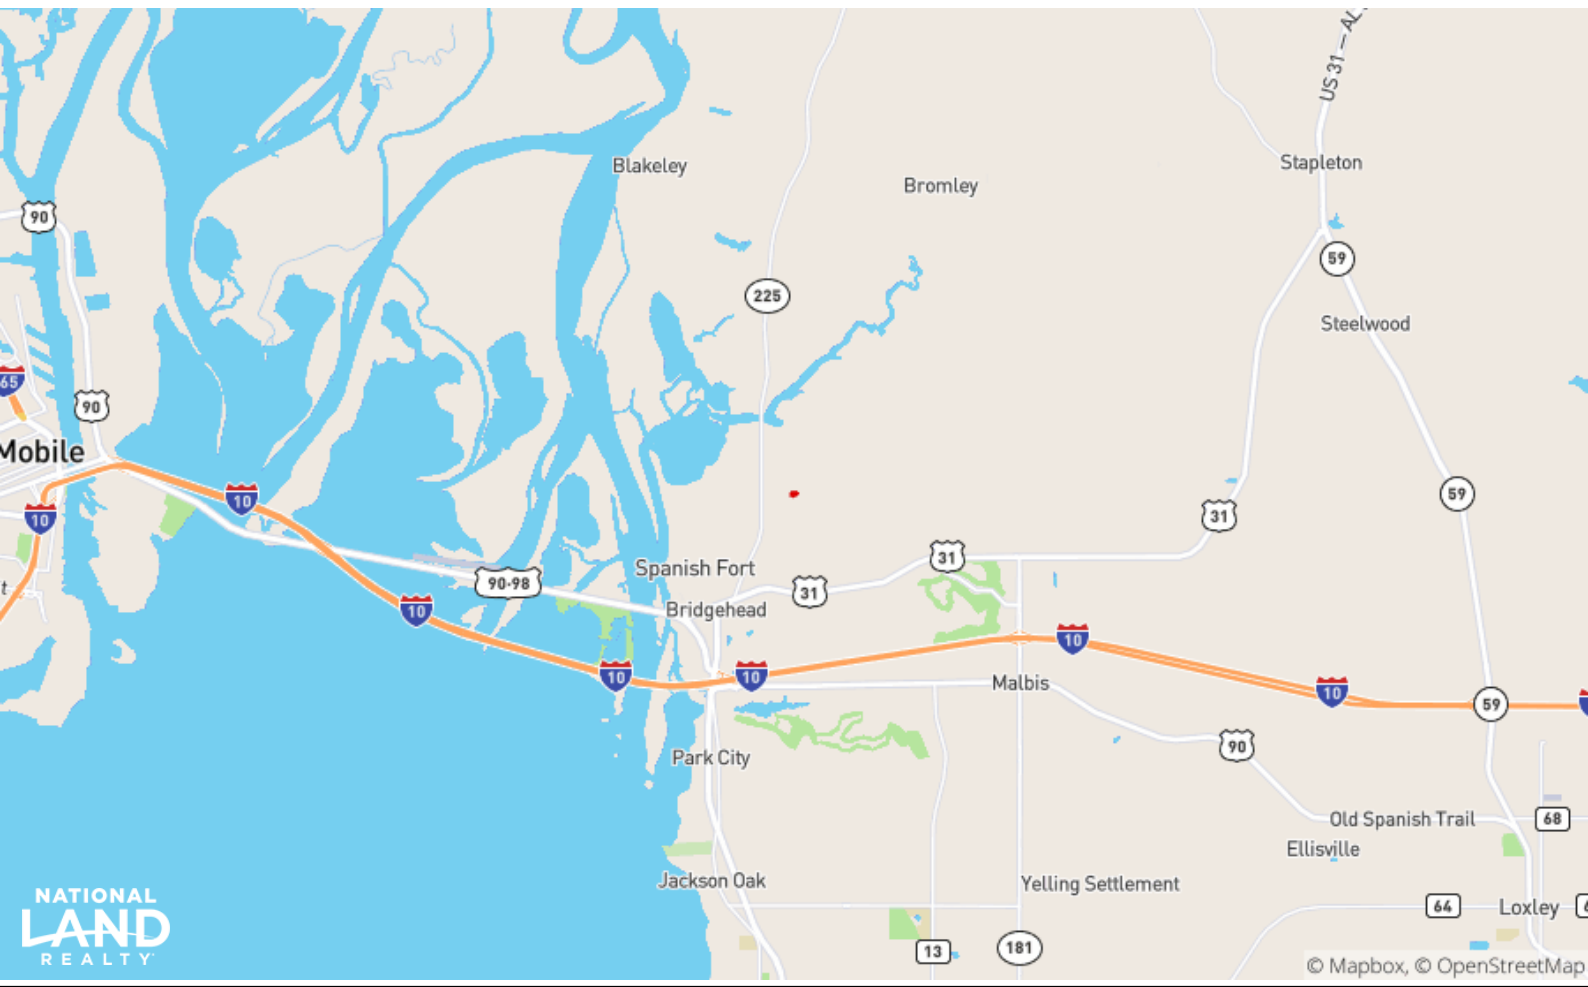 US 31 — AL
Blakeley
Stapleton
Bromley
90
59
225
Steelwood
65
90
Mobile
59
10
10
31
31
Spanish Fort
90-98
31
Bridgehead
10
10
10
10
Malbis
10
59
90
Park City
Old Spanish Trail
68
Ellisville
Jackson Oak
Yelling Settlement
64
Loxley
13
181
NATIONAL
LAND
REALTY
© Mapbox, © OpenStreetMap